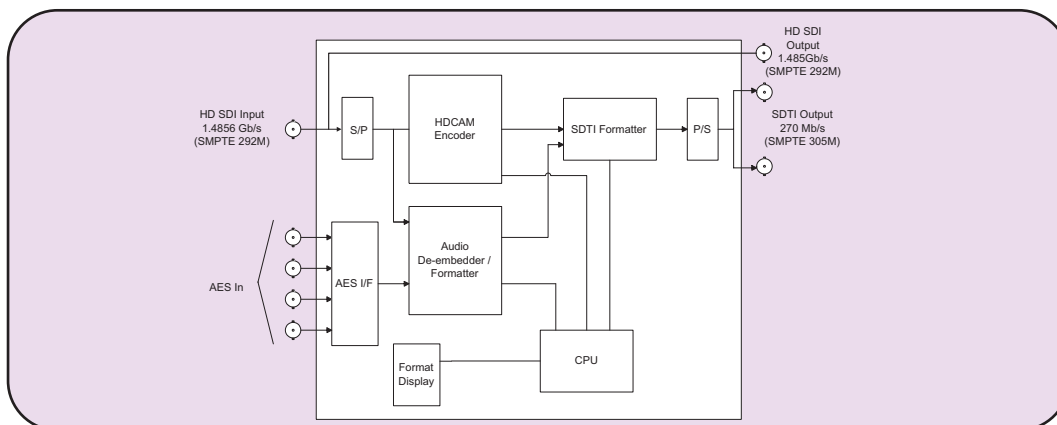 HD SDI
Output
1.485Gb/s
(SMPTE 292M)
HD SDI Input
1.4856 Gb/s
(SMPTE 292M)
S/P
HDCAM
Encoder
SDTI Formatter
P/S
SDTI Output
270 Mb/s
(SMPTE 305M)
AES In
AES I/F
Audio
De-embedder /
Formatter
Format
Display
CPU